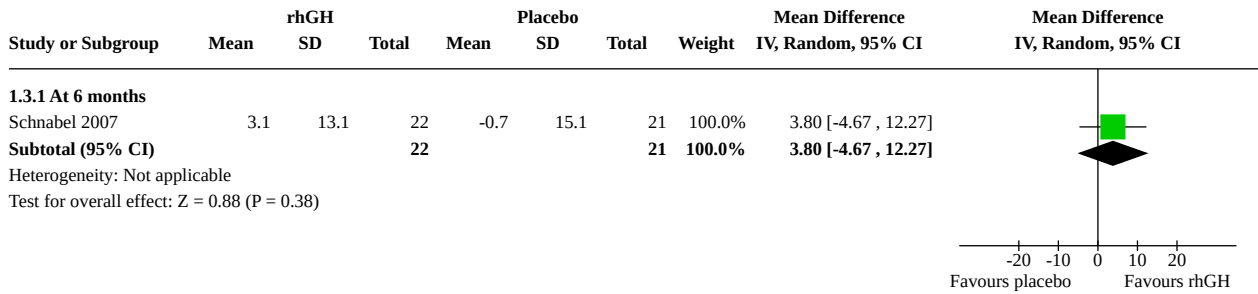 rhGH Placebo Mean Difference Mean Difference
Study or Subgroup Mean SD Total Mean SD Total Weight IV, Random, 95% CI IV, Random, 95% CI
1.3.1 At 6 months
Schnabel 2007 3.1 13.1 22 -0.7 15.1 21 100.0% 3.80 [-4.67 , 12.27]
Subtotal (95% CI) 22 21 100.0% 3.80 [-4.67 , 12.27]
Heterogeneity: Not applicable
Test for overall effect: Z = 0.88 (P = 0.38)
-20 -10 0 10 20
Favours placebo Favours rhGH